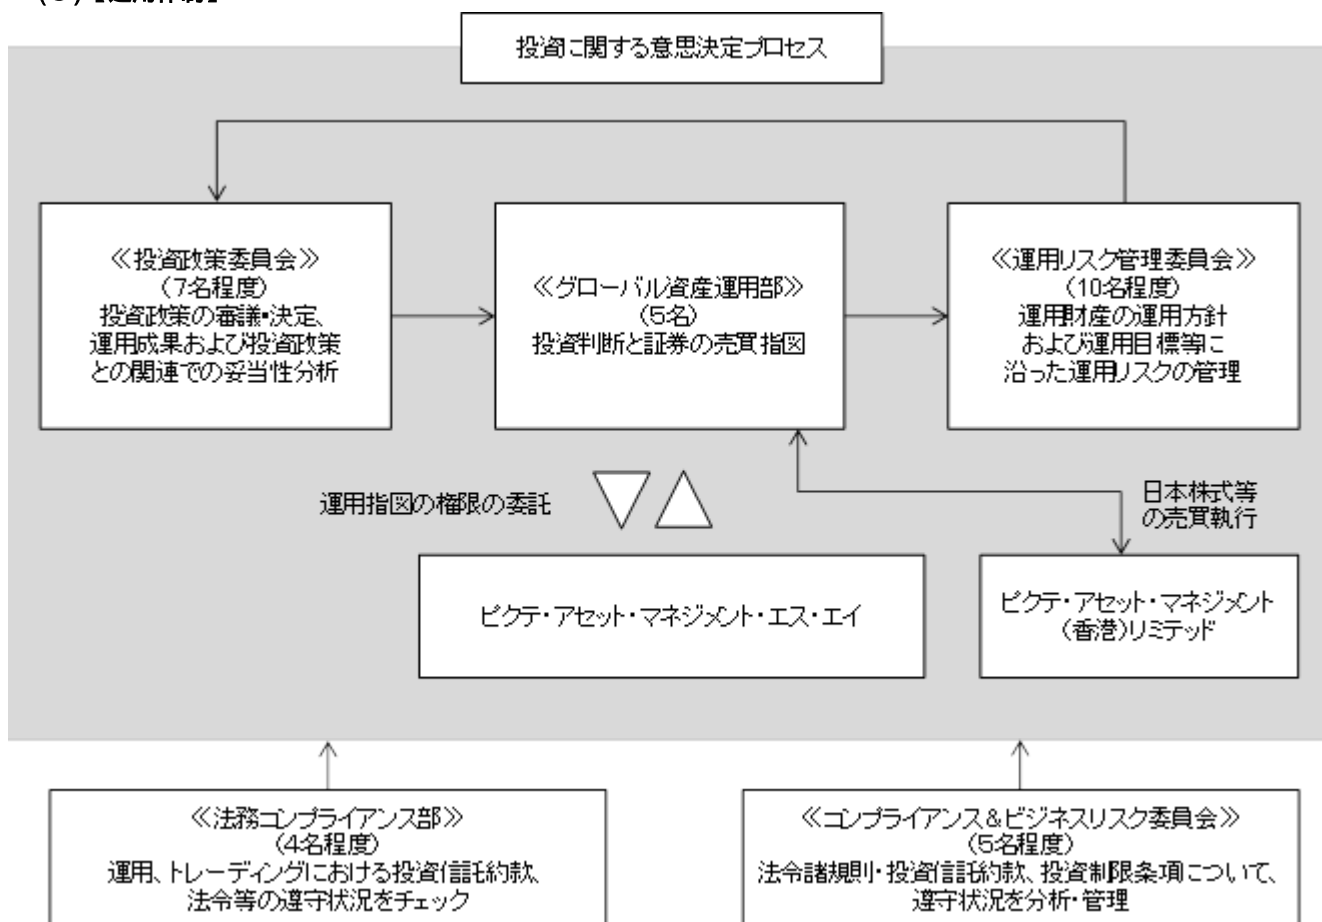 投資に関する意思決定プロセス
≪投資政策委員会≫
(7名程度)
投資政策の審議・決定、
運用成果および投資政策
との関連での妥当性分析
≪グローバル資産運用部≫
(5名)
投資判断と証券の売買指図
≪運用リスク管理委員会≫
(10名程度)
運用財産の運用方針
および運用目標等に
沿った運用リスクの管理
運用指図の権限の委託
日本株式等
の売買執行
ピクテ・アセット・マネジメント・エス・エイ
ピクテ・アセット・マネジメント
(香港)リミテッド
≪法務コンプライアンス部≫
(4名程度)
運用、トレーディングにおける投資信託約款、
法令等の遵守状況をチェック
≪コンプライアンス&ビジネスリスク委員会≫
(5名程度)
法令諸規則・投資信託約款、投資制限条項について、
遵守状況を分析・管理